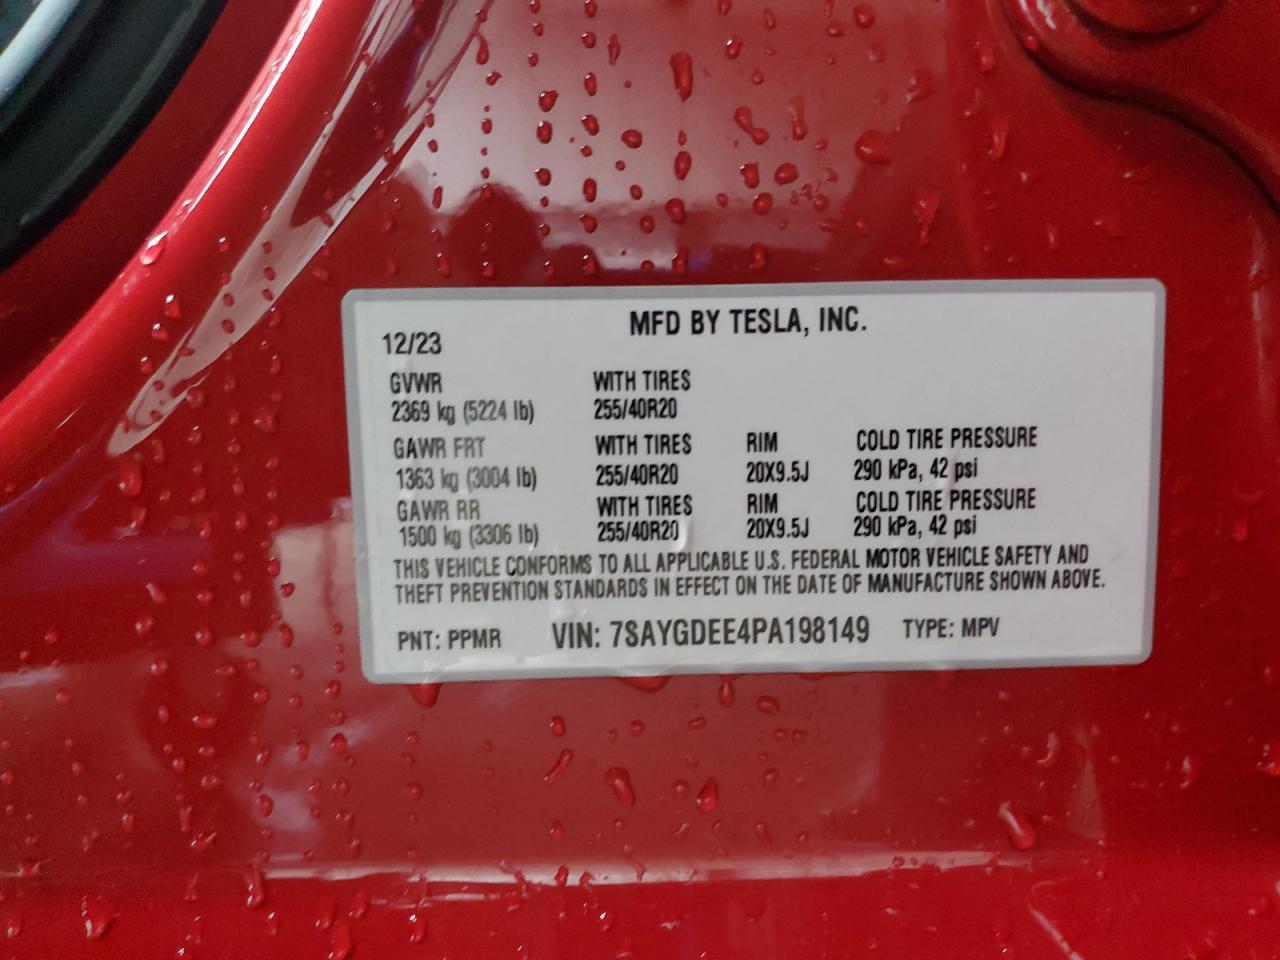 MFD BY TESLA, INC.
12/23
GVWR WITH TIRES
2369 kg (5224 lb) 255/40R20
GAWR FRT WITH TIRES RIM COLD TIRE PRESSURE
1363 kg (3004 lb) 255/40R20 20X9.5J 290 kPa, 42 psi
GAWR RR WITH TIRES RIM COLD TIRE PRESSURE
1500 kg (3306 lb) 255/40R20 20X9.5J 290 kPa, 42 psi
THIS VEHICLE CONFORMS TO ALL APPLICABLE U.S. FEDERAL MOTOR VEHICLE SAFETY AND
THEFT PREVENTION STANDARDS IN EFFECT ON THE DATE OF MANUFACTURE SHOWN ABOVE.
PNT: PPMR VIN: 7SAYGDEE4PA198149 TYPE: MPV